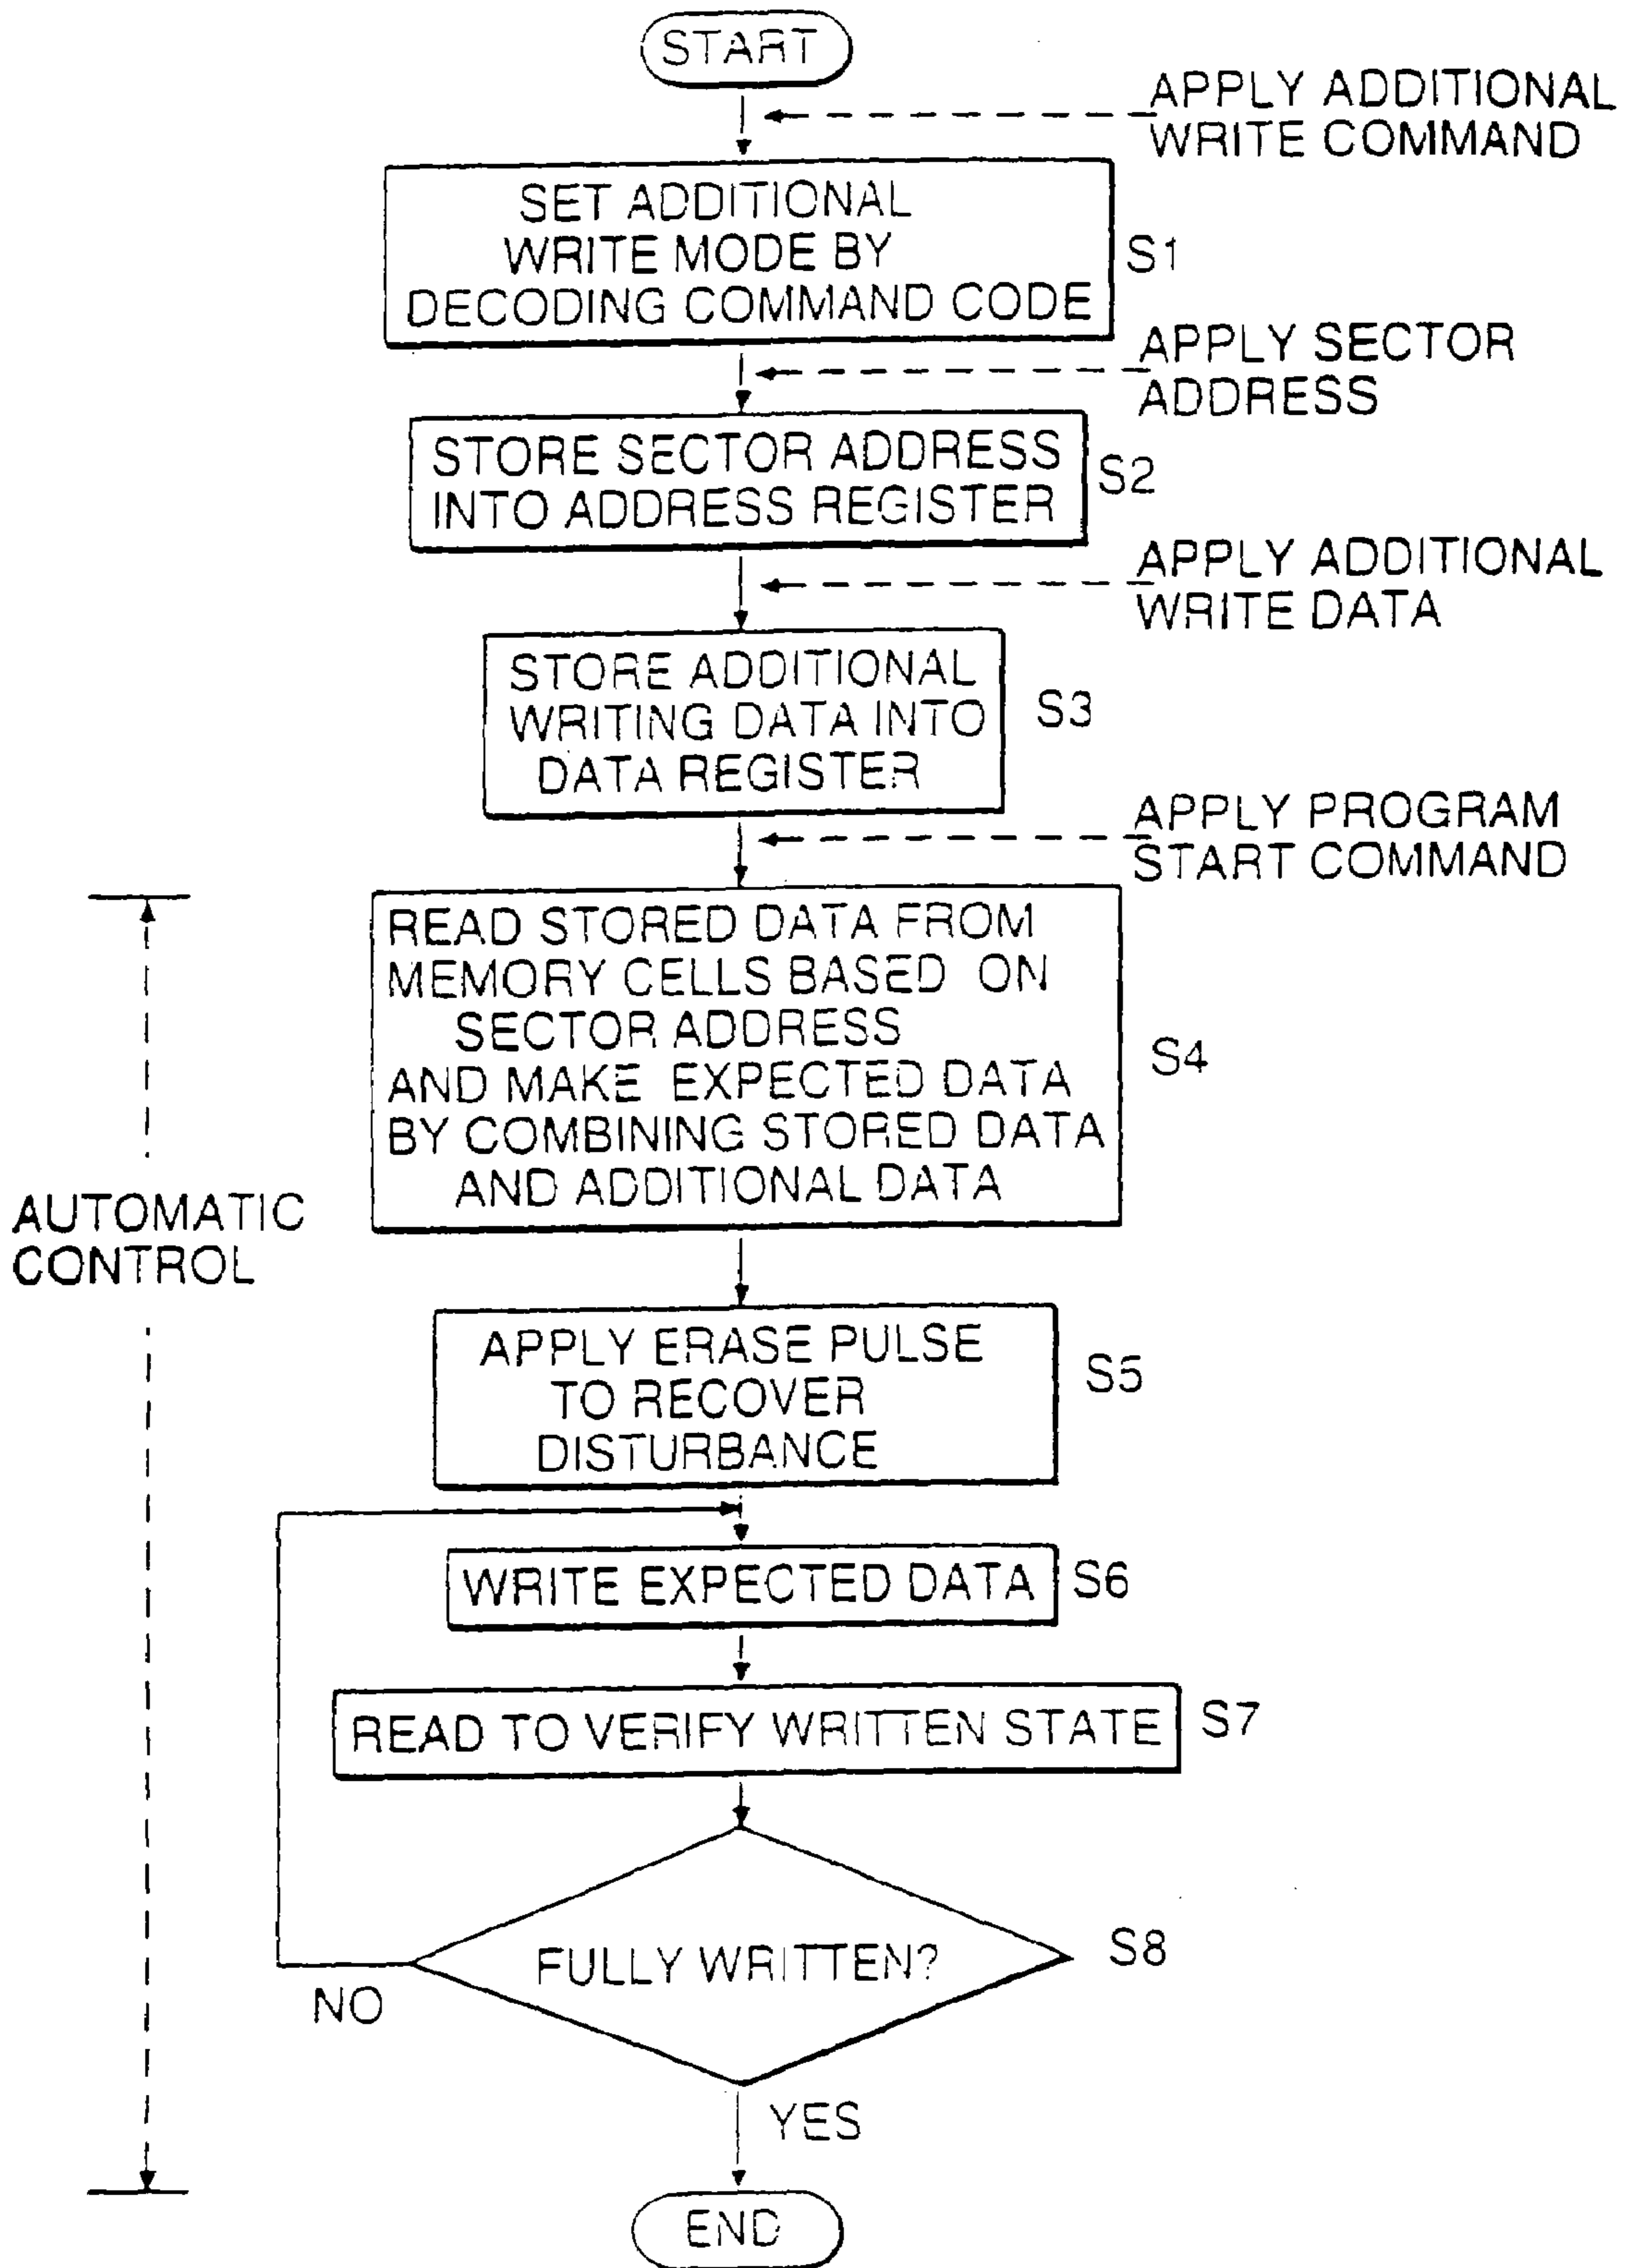 START
APPLY ADDITIONAL
WRITE COMMAND
SET ADDITIONAL
WRITE MODE BY
DECODING COMMAND CODE
S1
APPLY SECTOR
ADDRESS
STORE SECTOR ADDRESS
INTO ADDRESS REGISTER
S2
APPLY ADDITIONAL
WRITE DATA
STORE ADDITIONAL
WRITING DATA INTO
DATA REGISTER
S3
APPLY PROGRAM
START COMMAND
READ STORED DATA FROM
MEMORY CELLS BASED ON
SECTOR ADDRESS
AND MAKE EXPECTED DATA
BY COMBINING STORED DATA
AND ADDITIONAL DATA
S4
AUTOMATIC
CONTROL
APPLY ERASE PULSE
TO RECOVER
DISTURBANCE
S5
WRITE EXPECTED DATA
S6
READ TO VERIFY WRITTEN STATE
S7
FULLY WRITTEN?
S8
NO
YES
END